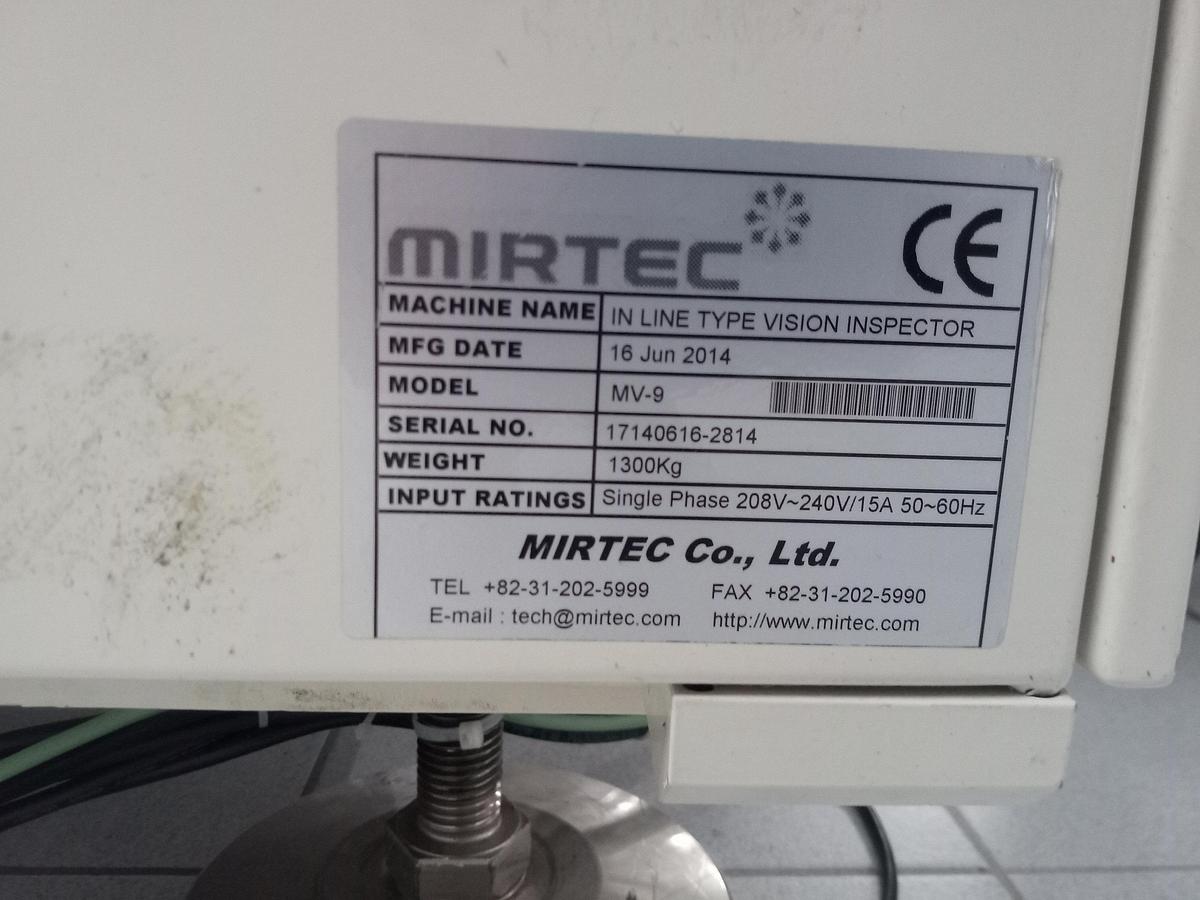 MIRTEC
CE
MACHINE NAME IN LINE TYPE VISION INSPECTOR
MFG DATE 16 Jun 2014
MODEL MV-9
SERIAL NO. 17140616-2814
WEIGHT 1300Kg
INPUT RATINGS Single Phase 208V~240V/15A 50~60Hz
MIRTEC Co., Ltd.
TEL +82-31-202-5999 FAX +82-31-202-5990
E-mail : tech@mirtec.com http://www.mirtec.com